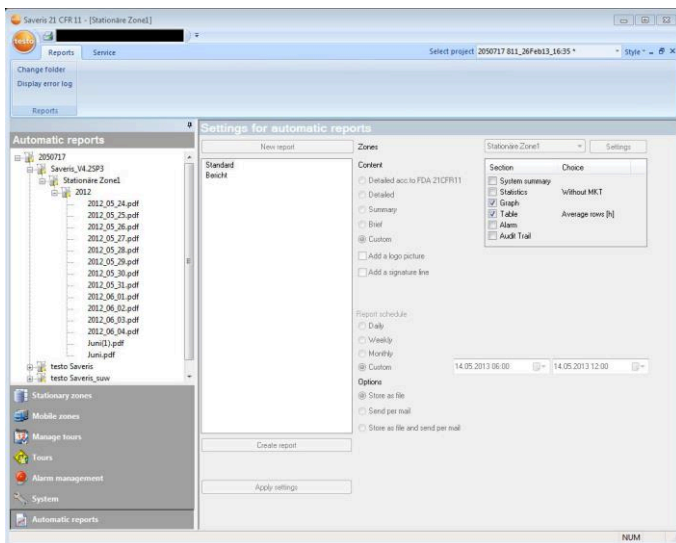 Saveris 21 CFR 11 - [Stationäre Zone1]
testo
Reports Service Select project 2050717 811_26Feb13_16:35 * Style
Change folder
Display error log
Reports
Automatic reports
2050717
Saveris_V4.2SP3
Stationäre Zone1
2012
2012_05_24.pdf
2012_05_25.pdf
2012_05_26.pdf
2012_05_27.pdf
2012_05_28.pdf
2012_05_29.pdf
2012_05_30.pdf
2012_05_31.pdf
2012_06_01.pdf
2012_06_02.pdf
2012_06_03.pdf
2012_06_04.pdf
Juni(1).pdf
Juni.pdf
testo Saveris
testo Saveris_suw
Stationary zones
Mobile zones
Manage tours
Tours
Alarm management
System
Automatic reports
Settings for automatic reports
New report
Standard
Bericht
Create report
Apply settings
Zones Stationäre Zone1 Settings
Content
Detailed acc.to FDA 21CFR11
Detailed
Summary
Brief
Custom
Add a logo picture
Add a signature line
Section Choice
System summary
Statistics Without MKT
Graph
Table Average rows [h]
Alarm
Audit Trail
Report schedule
Daily
Weekly
Monthly
Custom 14.05.2013 06:00 14.05.2013 12:00
Options
Store as file
Send per mail
Store as file and send per mail
NUM